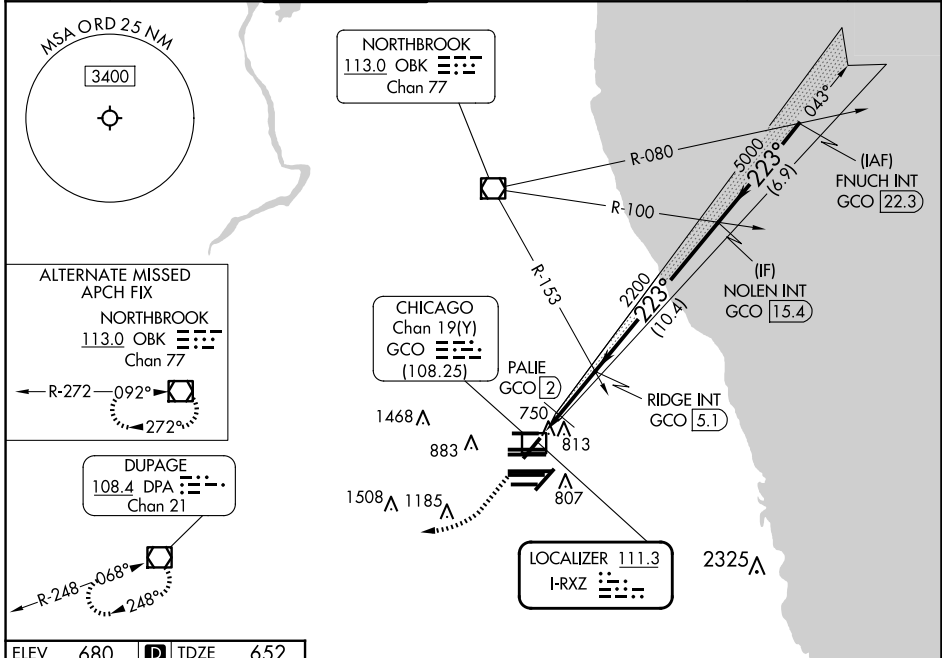 MSA ORD 25 NM
3400
NORTHBROOK
113.0 OBK
Chan 77
R-080
R-100
R-153
043°
5000
223°
(6.9)
(IAF)
FNUCH INT
GCO 22.3
(IF)
NOLEN INT
GCO 15.4
2200
223°
(10.4)
RIDGE INT
GCO 5.1
ALTERNATE MISSED
APCH FIX
NORTHBROOK
113.0 OBK
Chan 77
R-272
092°
272°
CHICAGO
Chan 19(Y)
GCO
(108.25)
PALIE
GCO 2
750
813
1468
883
1508
1185
807
DUPAGE
108.4 DPA
Chan 21
R-248
068°
248°
LOCALIZER 111.3
I-RXZ
2325
ELEV 680 D TDZE 652